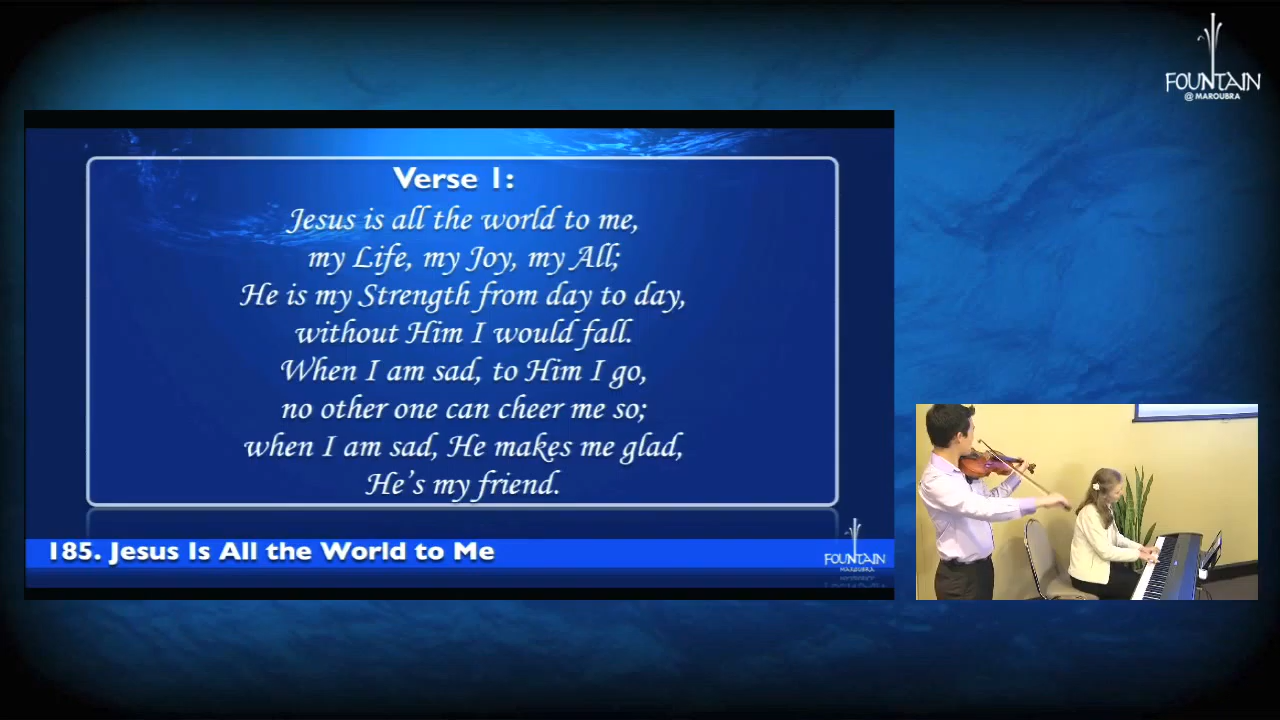 FOUNTAIN
@ MAROUBRA
Verse 1:
Jesus is all the world to me,
my Life, my Joy, my All;
He is my Strength from day to day,
without Him I would fall.
When I am sad, to Him I go,
no other one can cheer me so;
when I am sad, He makes me glad,
He's my friend.
185. Jesus Is All the World to Me
FOUNTAIN
MAROUBRA